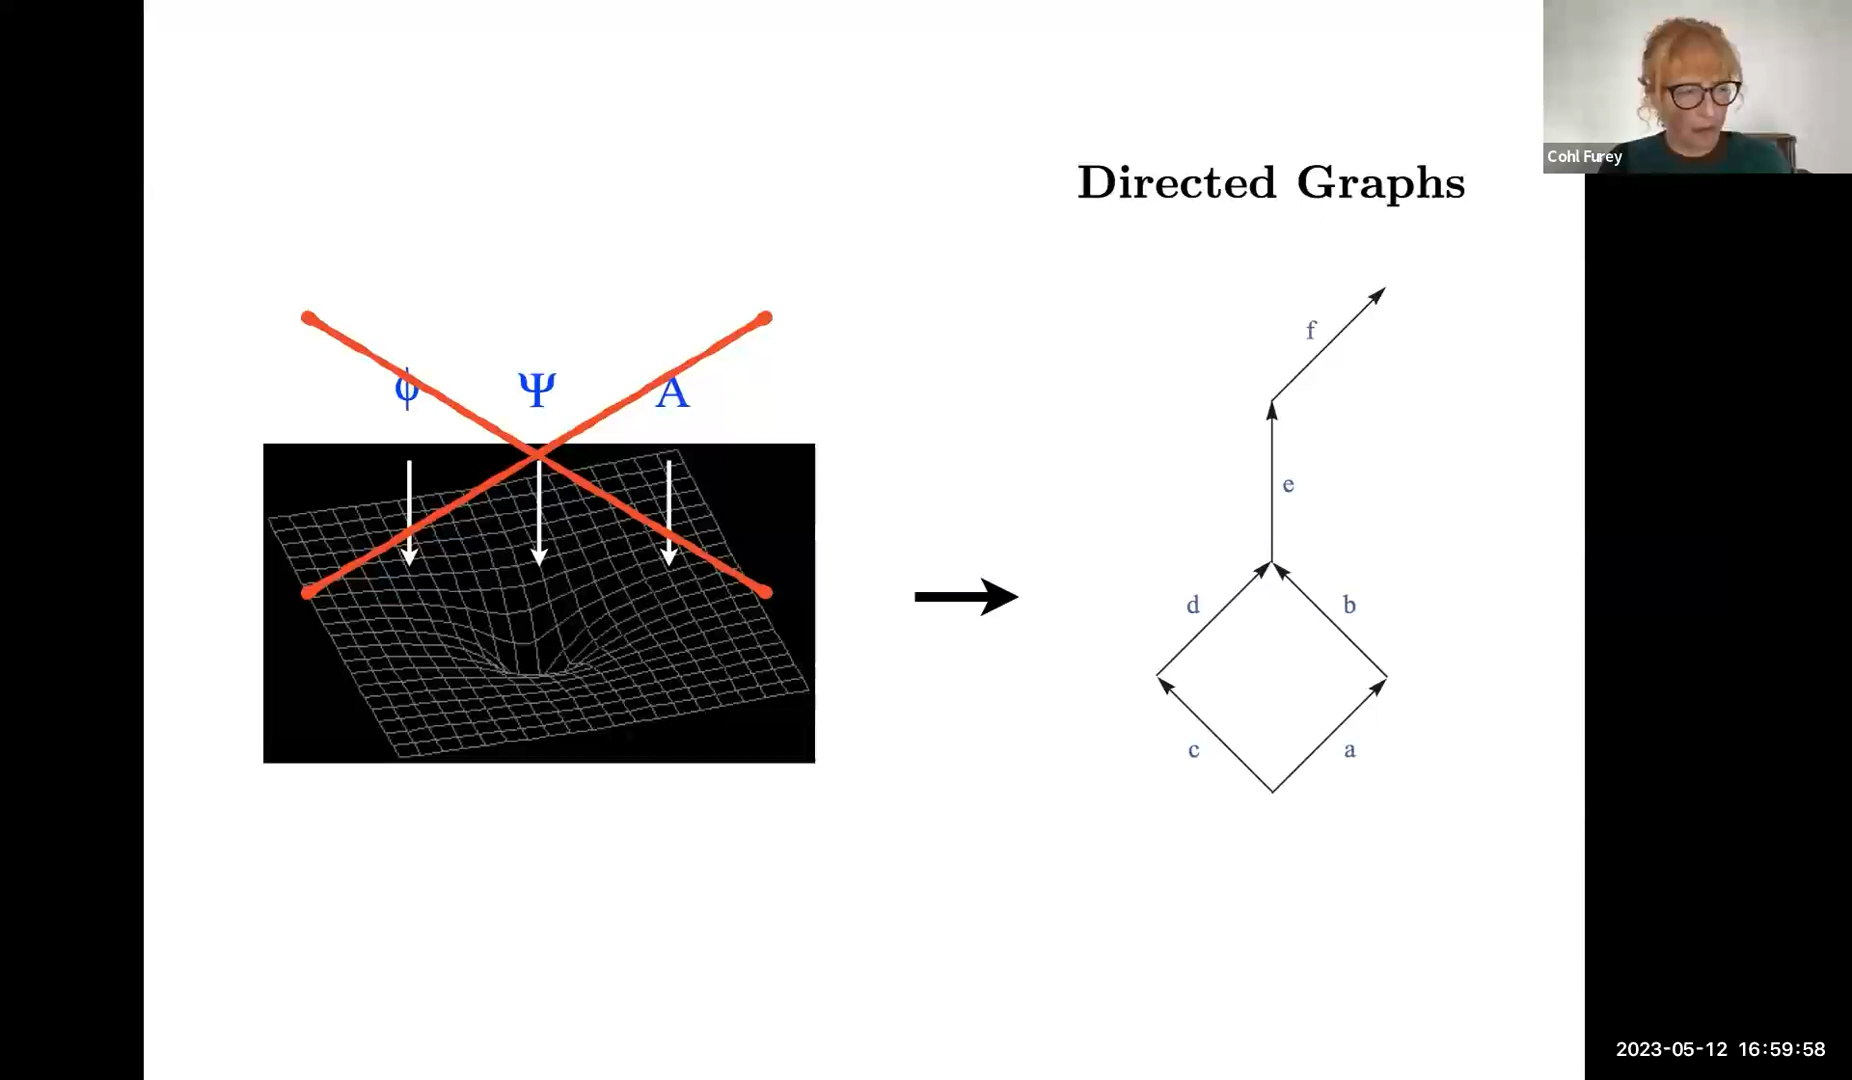 Cohl Furey
Directed Graphs
ϕ Ψ A
f
e
d b
c a
2023-05-12 16:59:58